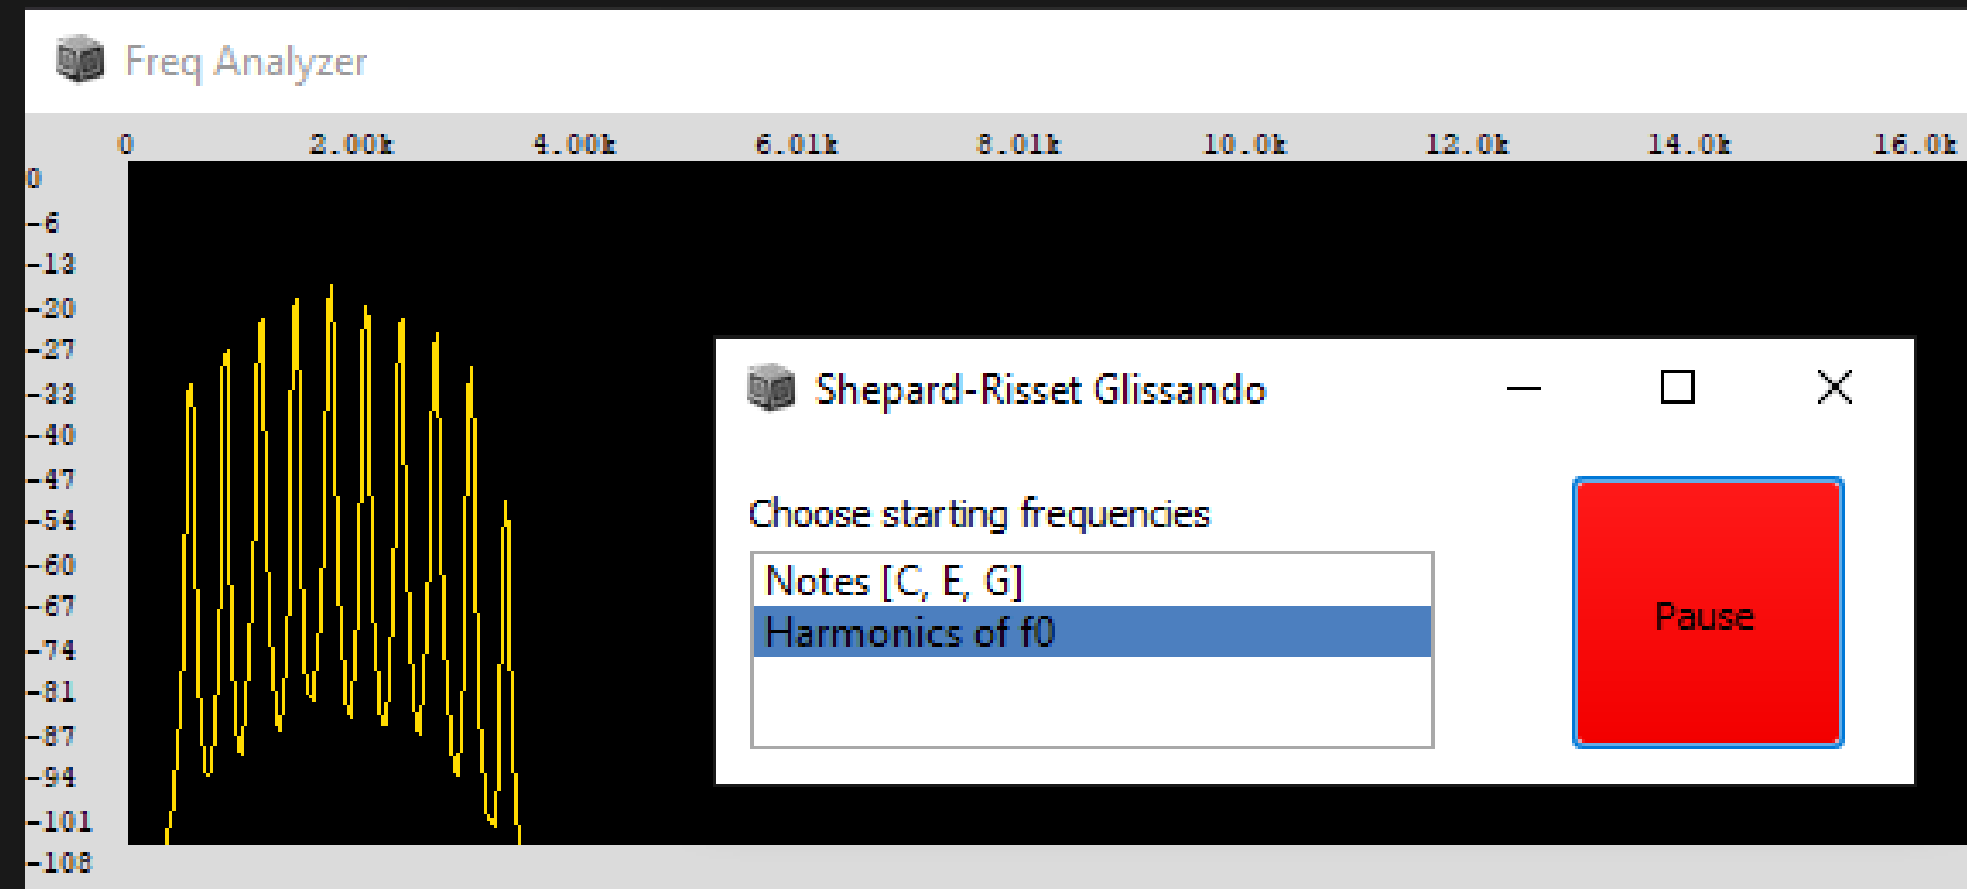 Freq Analyzer
0 2.00k 4.00k 6.01k 8.01k 10.0k 12.0k 14.0k 16.0k
0
-6
-13
-20
-27
-33
-40
-47
-54
-60
-67
-74
-81
-87
-94
-101
-108
Shepard-Risset Glissando
Choose starting frequencies
Notes [C, E, G]
Harmonics of f0
Pause